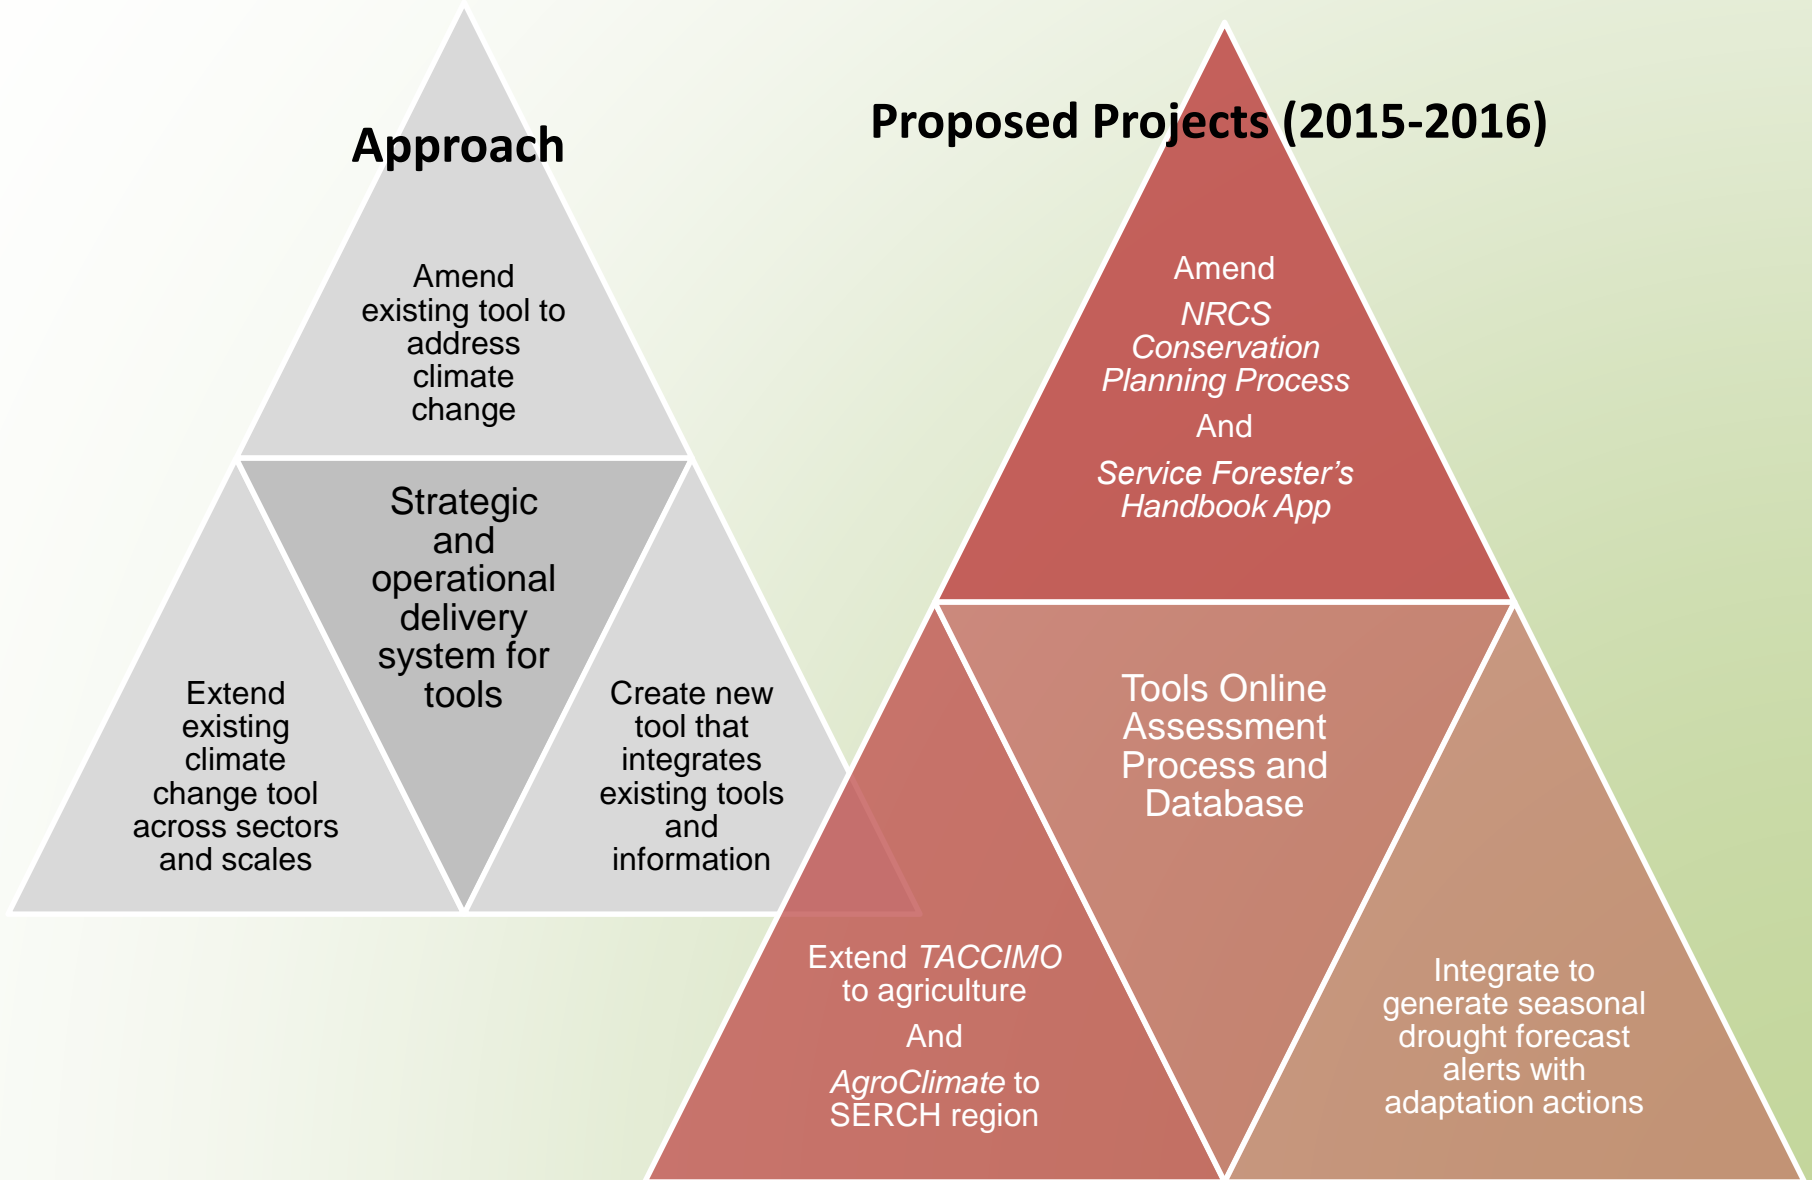 Approach
Amend
existing tool to
address
climate
change
Strategic
and
operational
delivery
system for
tools
Extend
existing
climate
change tool
across sectors
and scales
Create new
tool that
integrates
existing tools
and
information
Proposed Projects (2015-2016)
Amend
NRCS
Conservation
Planning Process
And
Service Forester’s
Handbook App
Tools Online
Assessment
Process and
Database
Extend TACCIMO
to agriculture
And
AgroClimate to
SERCH region
Integrate to
generate seasonal
drought forecast
alerts with
adaptation actions